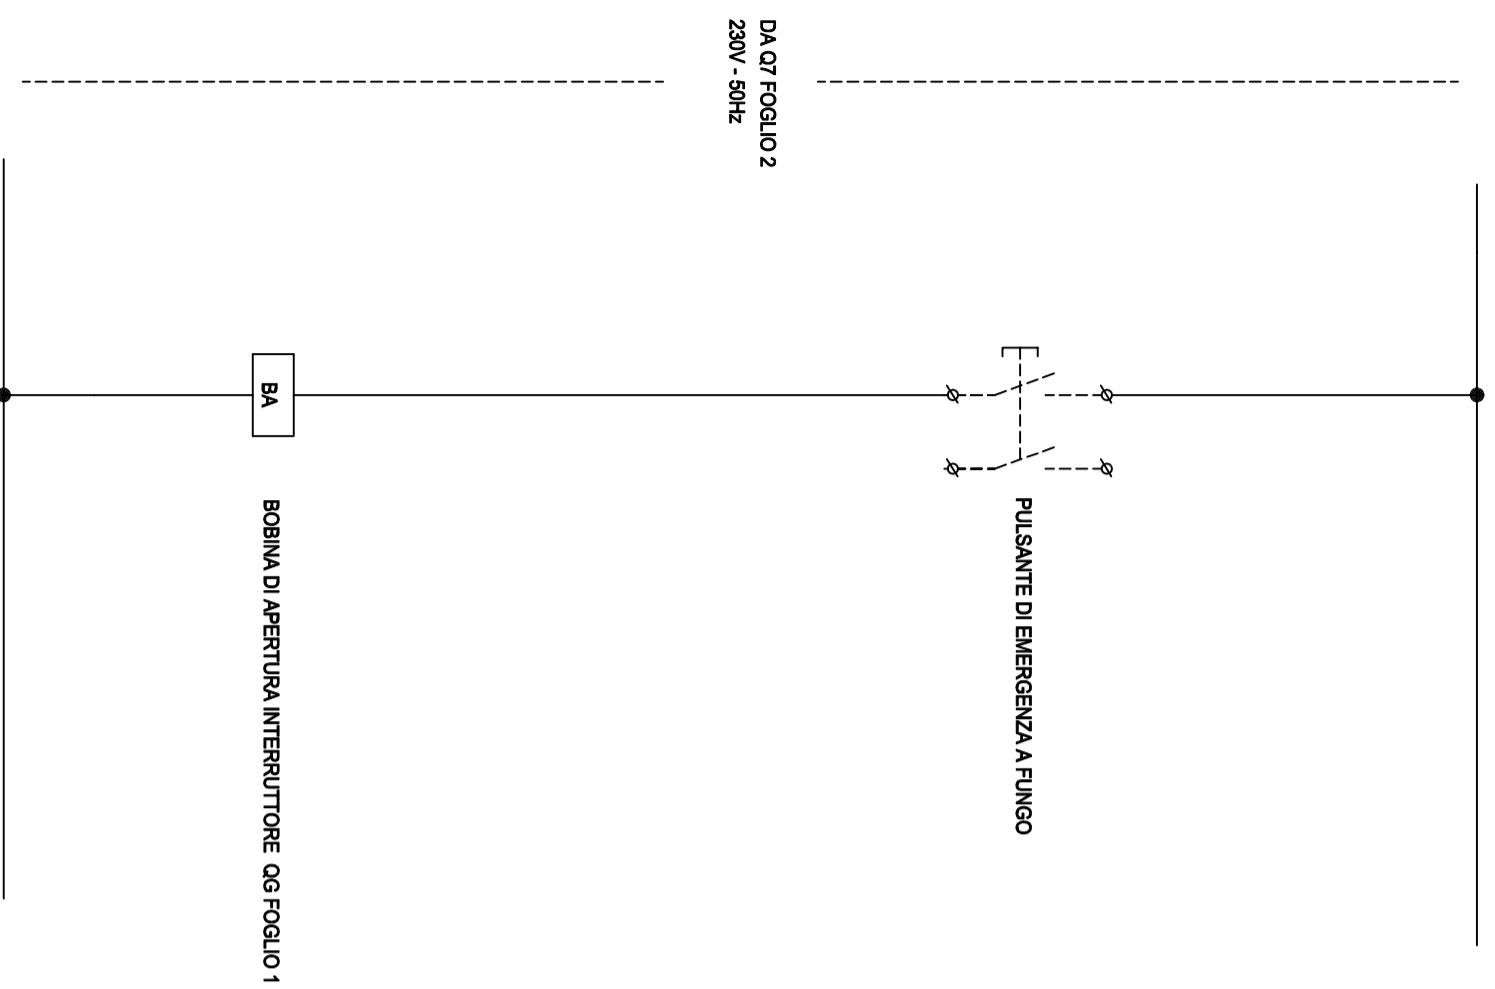 DA Q7 FOGLIO 2
230V - 50Hz
PULSANTE DI EMERGENZA A FUNGO
BA
BOBINA DI APERTURA INTERRUTTORE QG FOGLIO 1